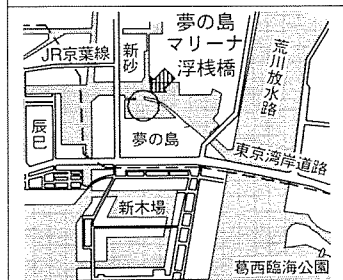 夢の島
マリーナ
浮桟橋
JR京葉線
新砂
荒川放水路
辰巳
夢の島
東京湾岸道路
新木場
葛西臨海公園